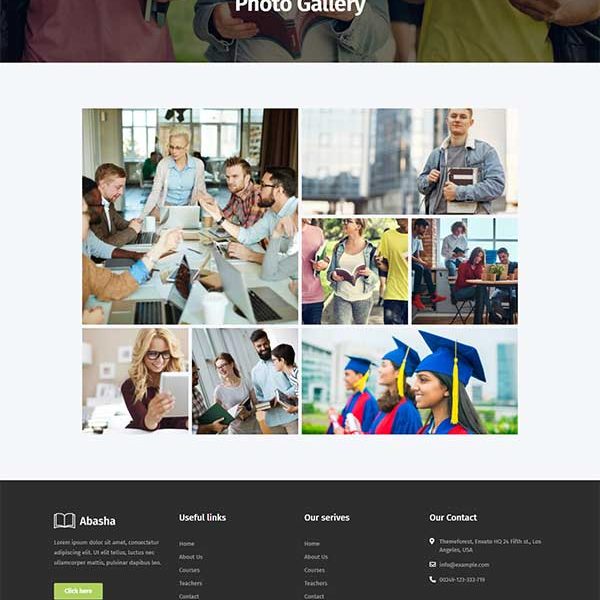 Photo Gallery
Abasha
Lorem ipsum dolor sit amet, consectetur
adipiscing elit. Ut elit tellus, luctus nec
ullamcorper mattis, pulvinar dapibus leo.
Click here
Useful links
Home
About Us
Courses
Teachers
Contact
Our serives
Home
About Us
Courses
Teachers
Contact
Our Contact
Themeforest, Envato HQ 24 Fifth st., Los
Angeles, USA
info@example.com
00249-123-333-719